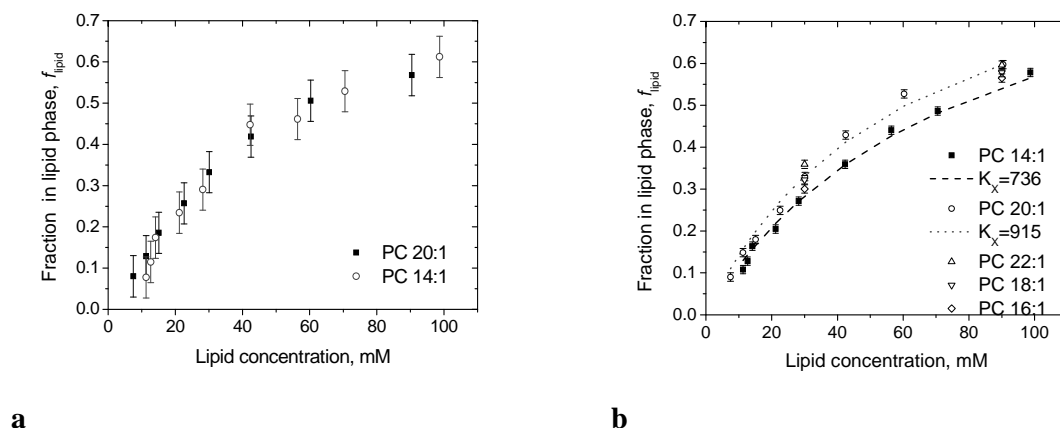 0.7
0.6
0.5
0.4
0.3
0.2
0.1
0.0
0 20 40 60 80 100
Fraction in lipid phase, f_lipid
Lipid concentration, mM
PC 20:1
PC 14:1
a
0.7
0.6
0.5
0.4
0.3
0.2
0.1
0.0
0 20 40 60 80 100
Fraction in lipid phase, f_lipid
Lipid concentration, mM
PC 14:1
K_X=736
PC 20:1
K_X=915
PC 22:1
PC 18:1
PC 16:1
b